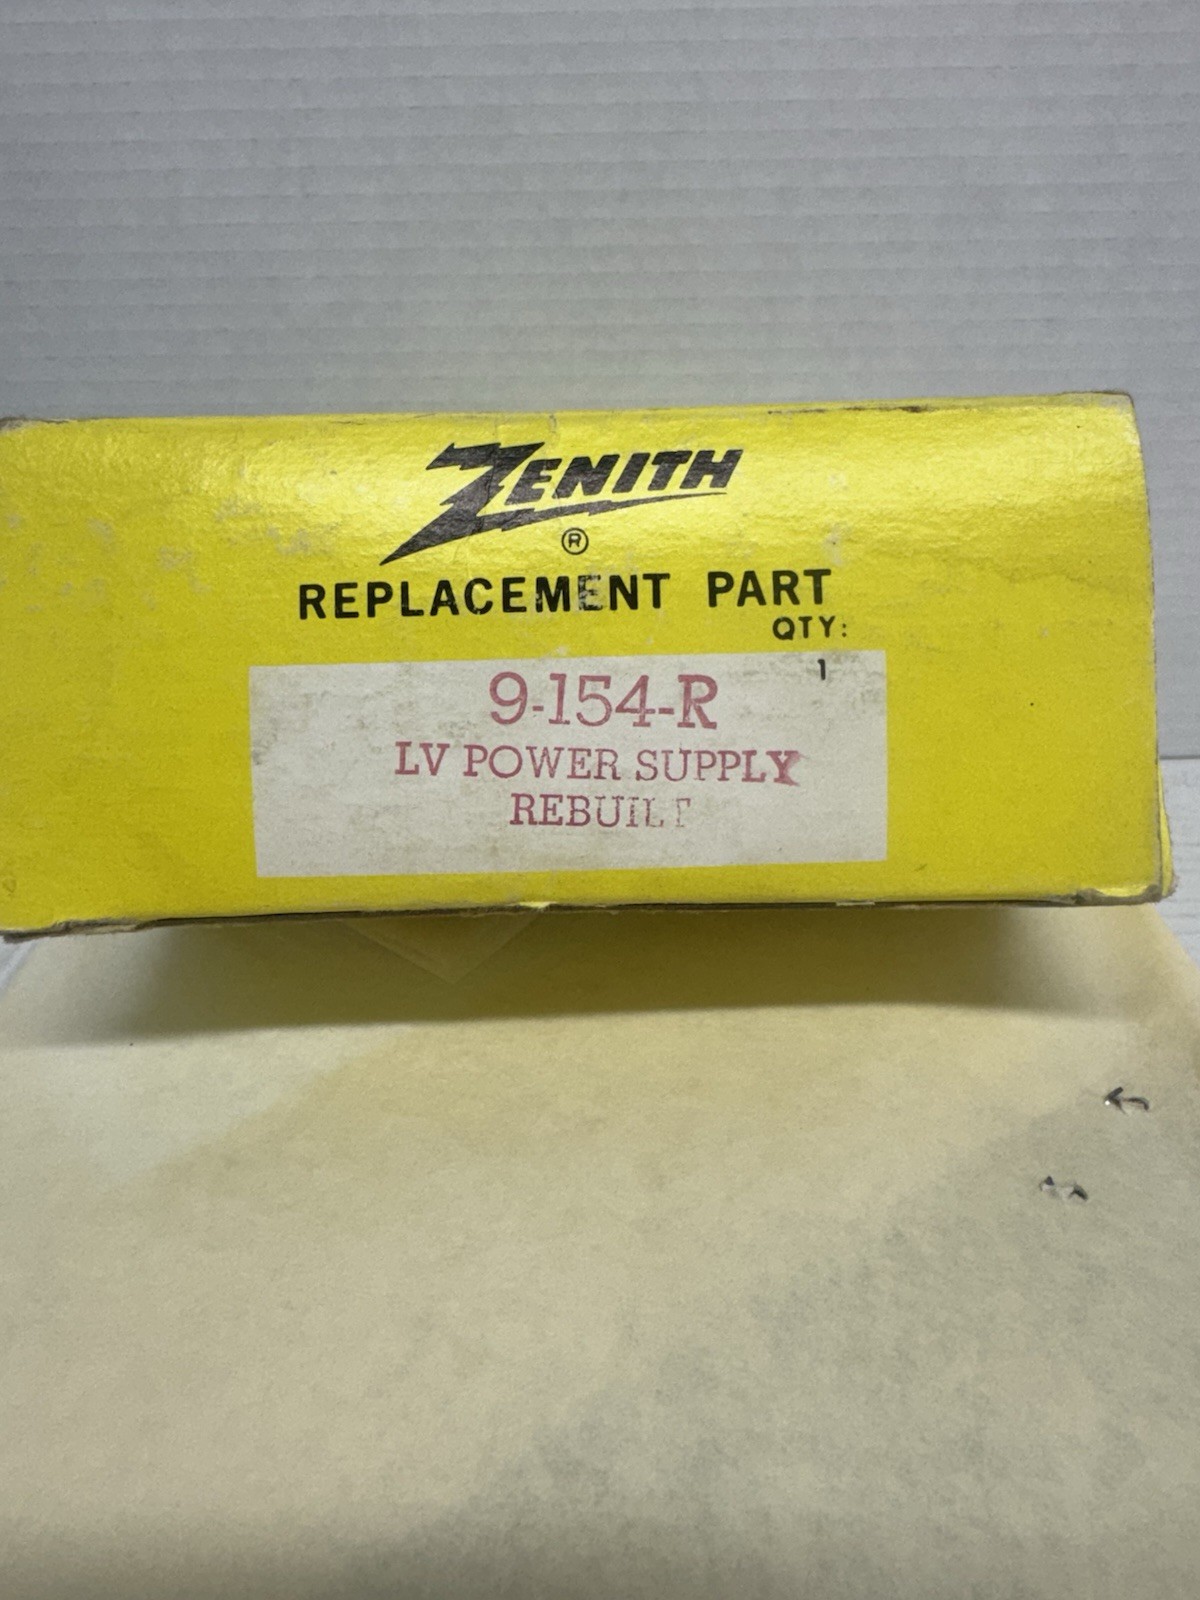 ZENITH
®
REPLACEMENT PART
QTY:
1
9-154-R
LV POWER SUPPLY
REBUILT